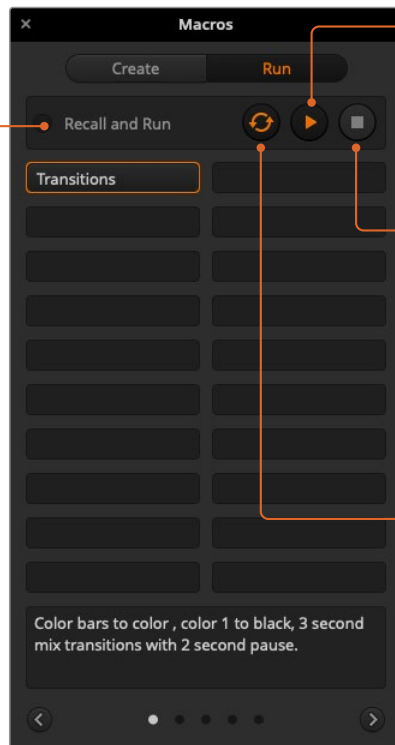 Macros
Create
Run
Recall and Run
Transitions
Color bars to color , color 1 to black, 3 second
mix transitions with 2 second pause.